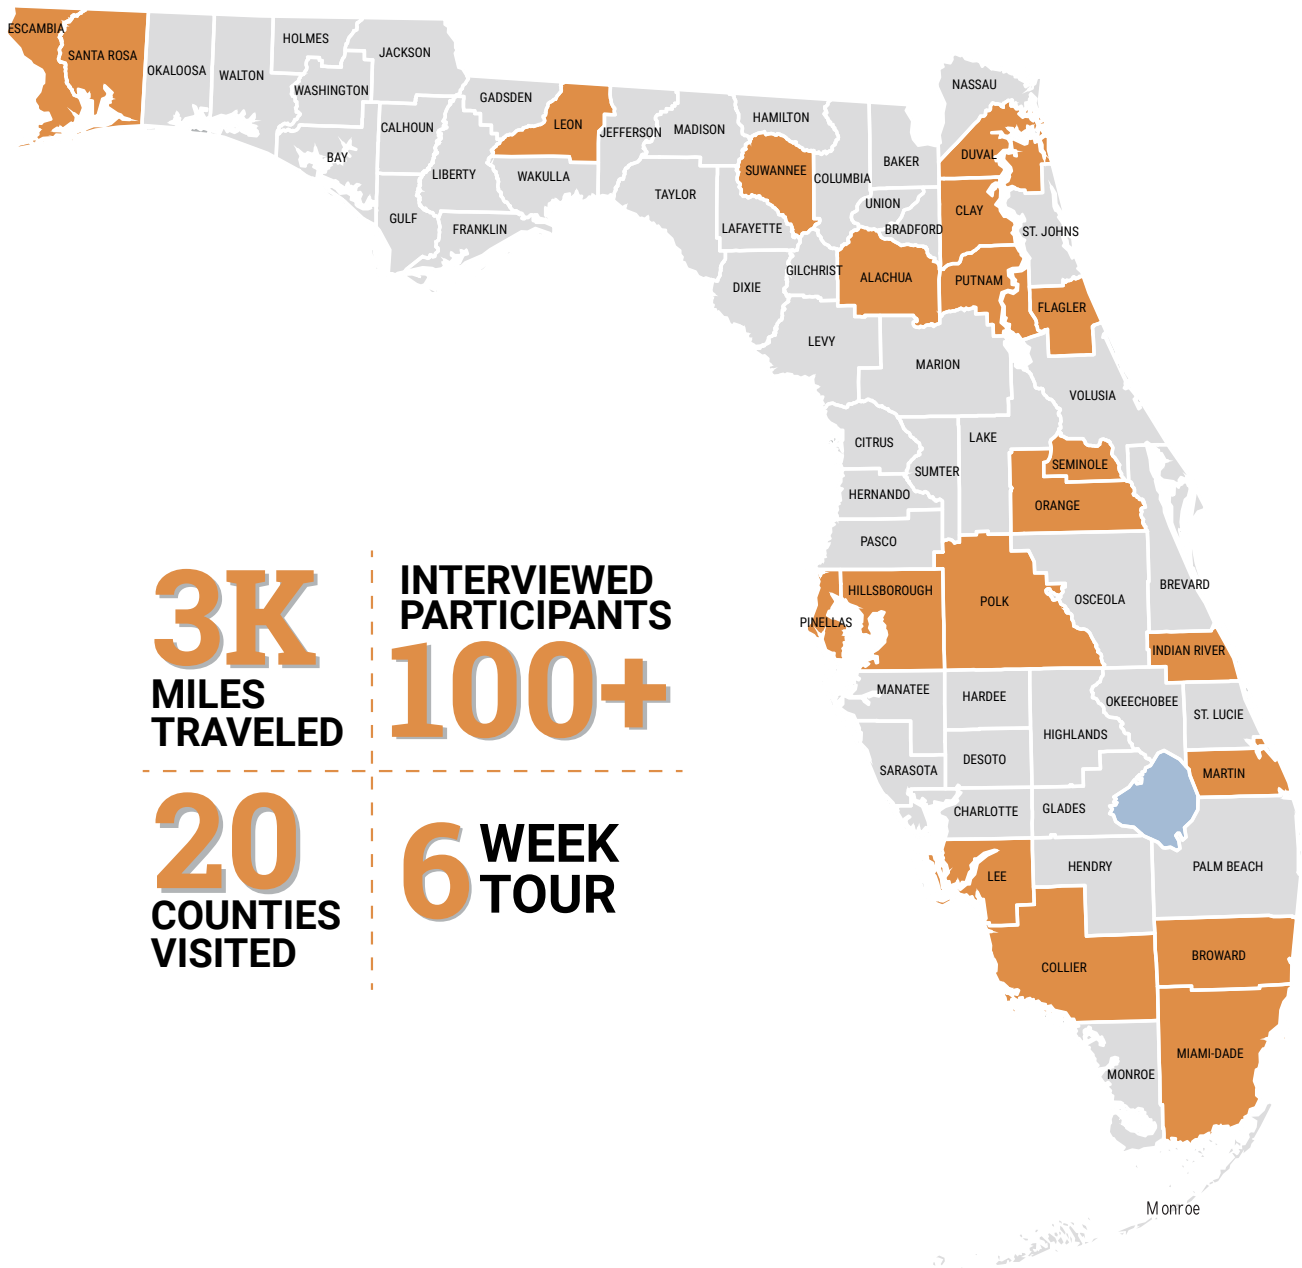 ESCAMBIA
SANTA ROSA
OKALOOSA
WALTON
HOLMES
WASHINGTON
JACKSON
BAY
CALHOUN
GULF
LIBERTY
GADSDEN
FRANKLIN
LEON
WAKULLA
JEFFERSON
MADISON
TAYLOR
HAMILTON
SUWANNEE
LAFAYETTE
DIXIE
COLUMBIA
GILCHRIST
BAKER
UNION
BRADFORD
ALACHUA
LEVY
NASSAU
DUVAL
CLAY
ST. JOHNS
PUTNAM
FLAGLER
MARION
VOLUSIA
CITRUS
SUMTER
LAKE
HERNANDO
PASCO
SEMINOLE
ORANGE
BREVARD
OSCEOLA
PINELLAS
HILLSBOROUGH
POLK
INDIAN RIVER
MANATEE
HARDEE
HIGHLANDS
OKEECHOBEE
ST. LUCIE
SARASOTA
DESOTO
MARTIN
CHARLOTTE
GLADES
LEE
HENDRY
PALM BEACH
COLLIER
BROWARD
MIAMI-DADE
MONROE
Monroe
3K
MILES
TRAVELED
INTERVIEWED
PARTICIPANTS
100+
20
COUNTIES
VISITED
6
WEEK
TOUR